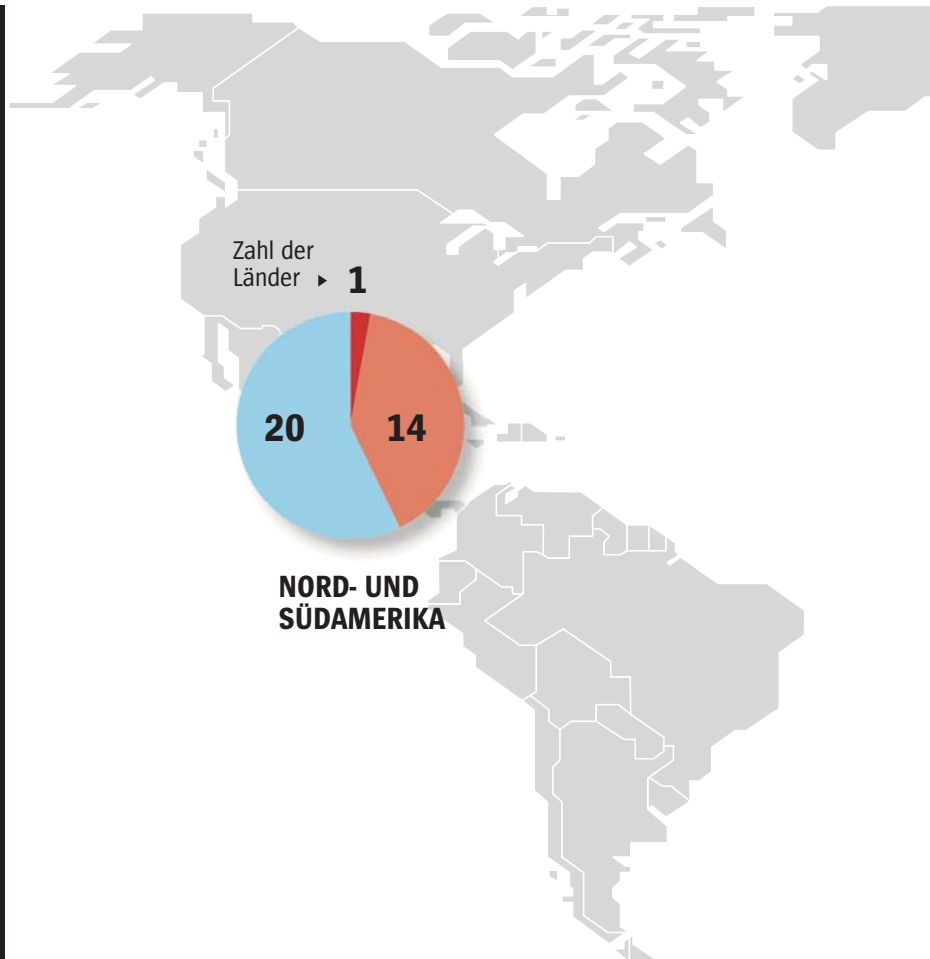 Zahl der
Länder ▸ 1
20
14
NORD- UND
SÜDAMERIKA